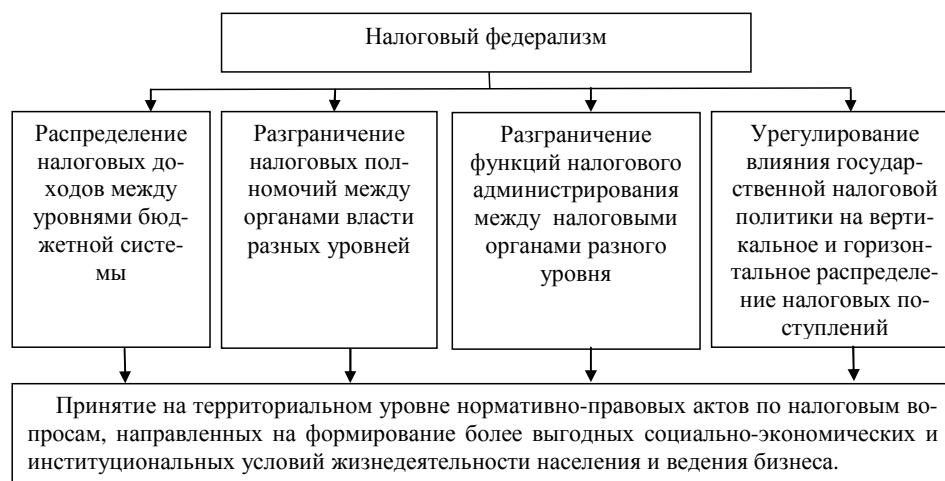 Налоговый федерализм
Распределение
налоговых до-
ходов между
уровнями бюд-
жетной систе-
мы
Разграничение
налоговых пол-
номочий между
органами власти
разных уровней
Разграничение
функций налогового
администрирования
между налоговыми
органами разного
уровня
Урегулирование
влияния государ-
ственной налоговой
политики на верти-
кальное и горизон-
тальное распределе-
ние налоговых по-
ступлений
Принятие на территориальном уровне нормативно-правовых актов по налоговым во-
просам, направленных на формирование более выгодных социально-экономических и
институциональных условий жизнедеятельности населения и ведения бизнеса.